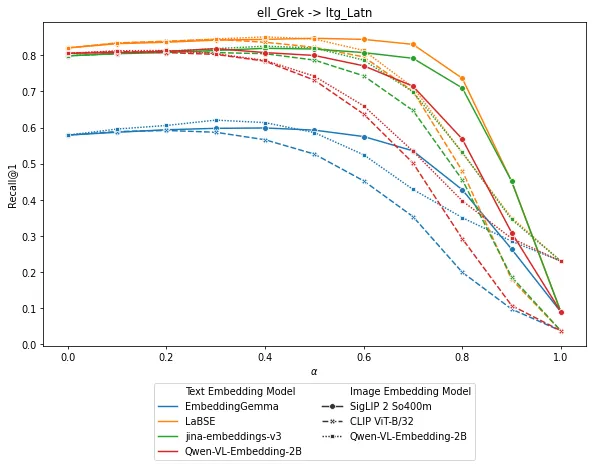 ell_Grek -> ltg_Latn
Recall@1
0.8
0.7
0.6
0.5
0.4
0.3
0.2
0.1
0.0
0.0 0.2 0.4 0.6 0.8 1.0
α
Text Embedding Model Image Embedding Model
EmbeddingGemma SigLIP 2 So400m
LaBSE CLIP ViT-B/32
jina-embeddings-v3 Qwen-VL-Embedding-2B
Qwen-VL-Embedding-2B